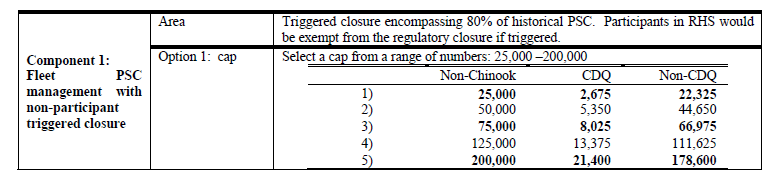 Component 1:
Fleet PSC
management with
non-participant
triggered closure
Area
Triggered closure encompassing 80% of historical PSC. Participants in RHS would
be exempt from the regulatory closure if triggered.
Option 1: cap
Select a cap from a range of numbers: 25,000 –200,000
Non-Chinook CDQ Non-CDQ
1) 25,000 2,675 22,325
2) 50,000 5,350 44,650
3) 75,000 8,025 66,975
4) 125,000 13,375 111,625
5) 200,000 21,400 178,600